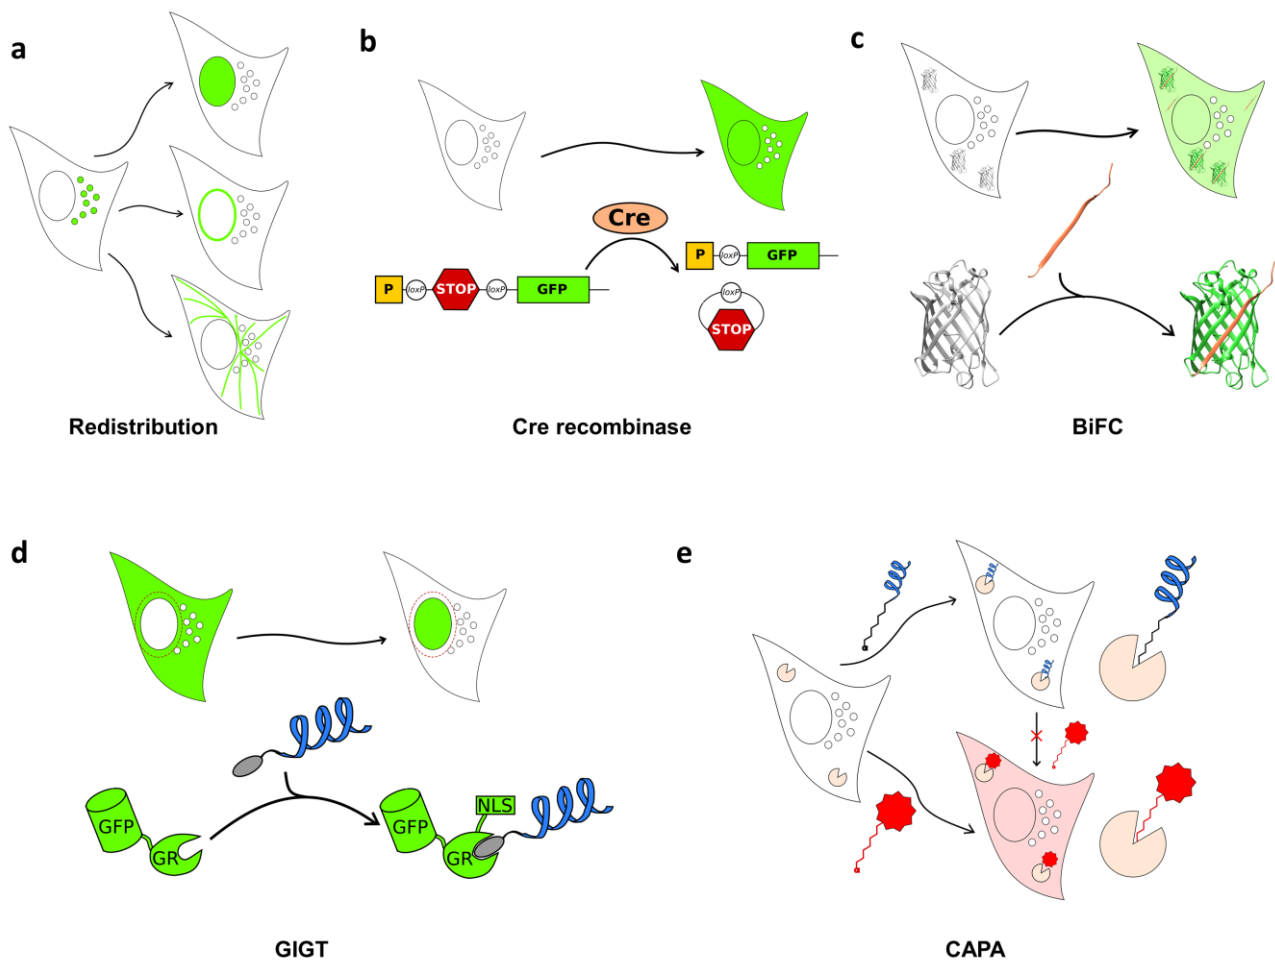 a
b
c
Cre
P
loxP
STOP
loxP
GFP
P
loxP
GFP
loxP
STOP
Redistribution
Cre recombinase
BiFC
d
e
GFP
GR
GFP
NLS
GR
GIGT
CAPA